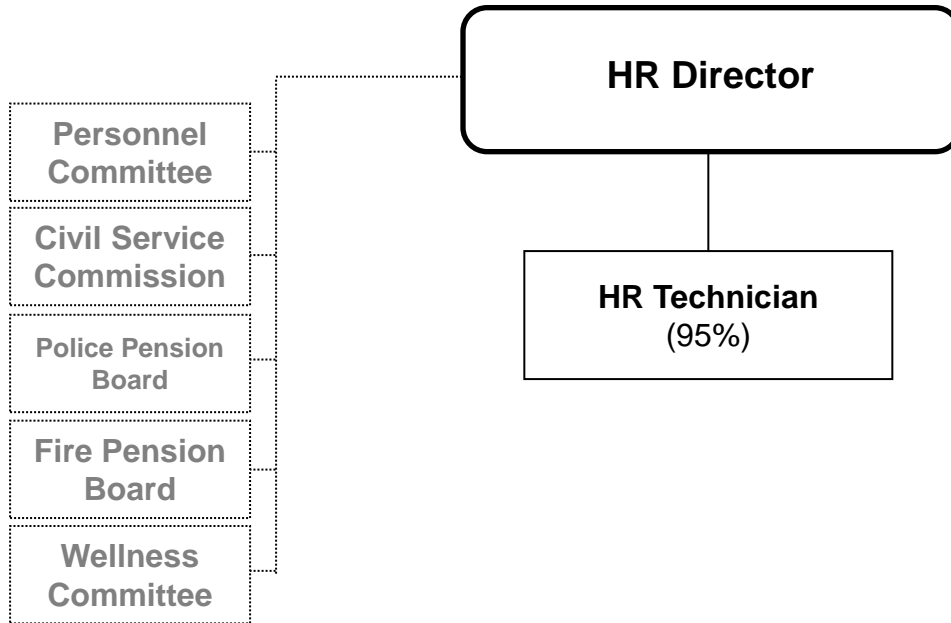 HR Director
Personnel
Committee
Civil Service
Commission
Police Pension
Board
Fire Pension
Board
Wellness
Committee
HR Technician
(95%)